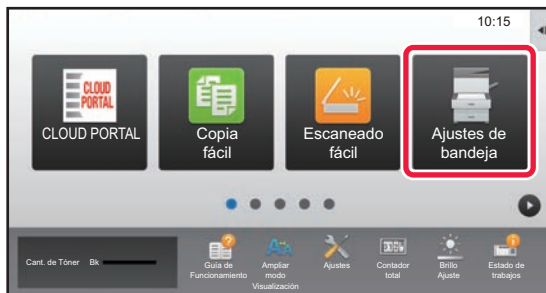 10:15
CLOUD
PORTAL
CLOUD PORTAL
Copia
fácil
Escaneado
fácil
Ajustes de
bandeja
Cant. de Tóner Bk
Guía de
Funcionamiento
Ampliar
modo
Visualización
Ajustes
Contador
total
Brillo
Ajuste
Estado de
trabajos